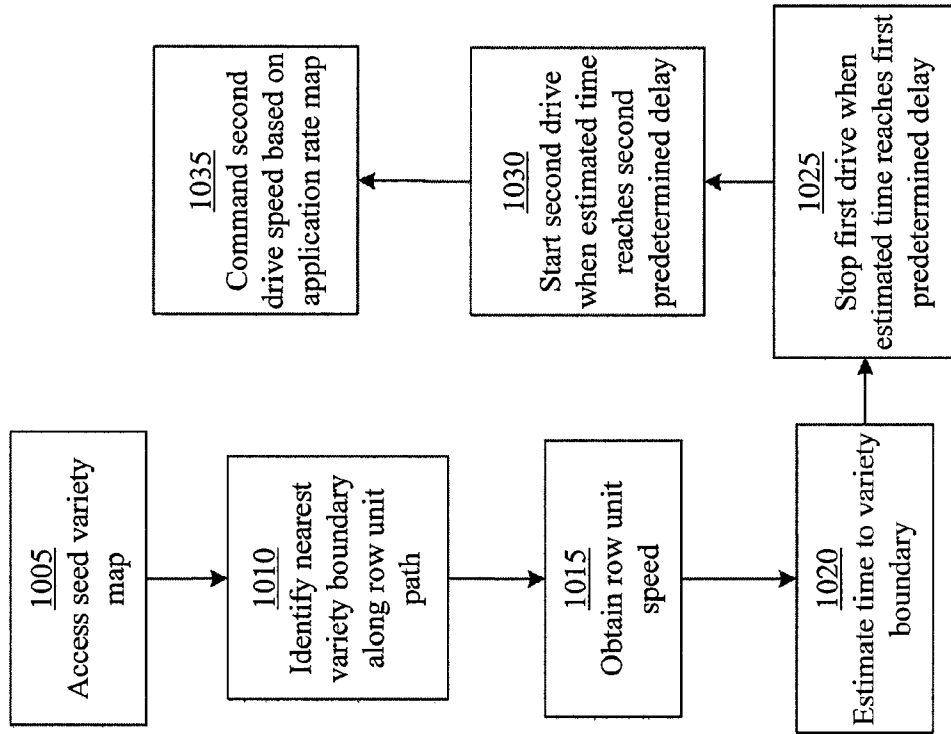 1005
Access seed variety
map
1010
Identify nearest
variety boundary
along row unit
path
1015
Obtain row unit
speed
1020
Estimate time to variety
boundary
1025
Stop first drive when
estimated time reaches first
predetermined delay
1030
Start second drive
when estimated time
reaches second
predetermined delay
1035
Command second
drive speed based on
application rate map